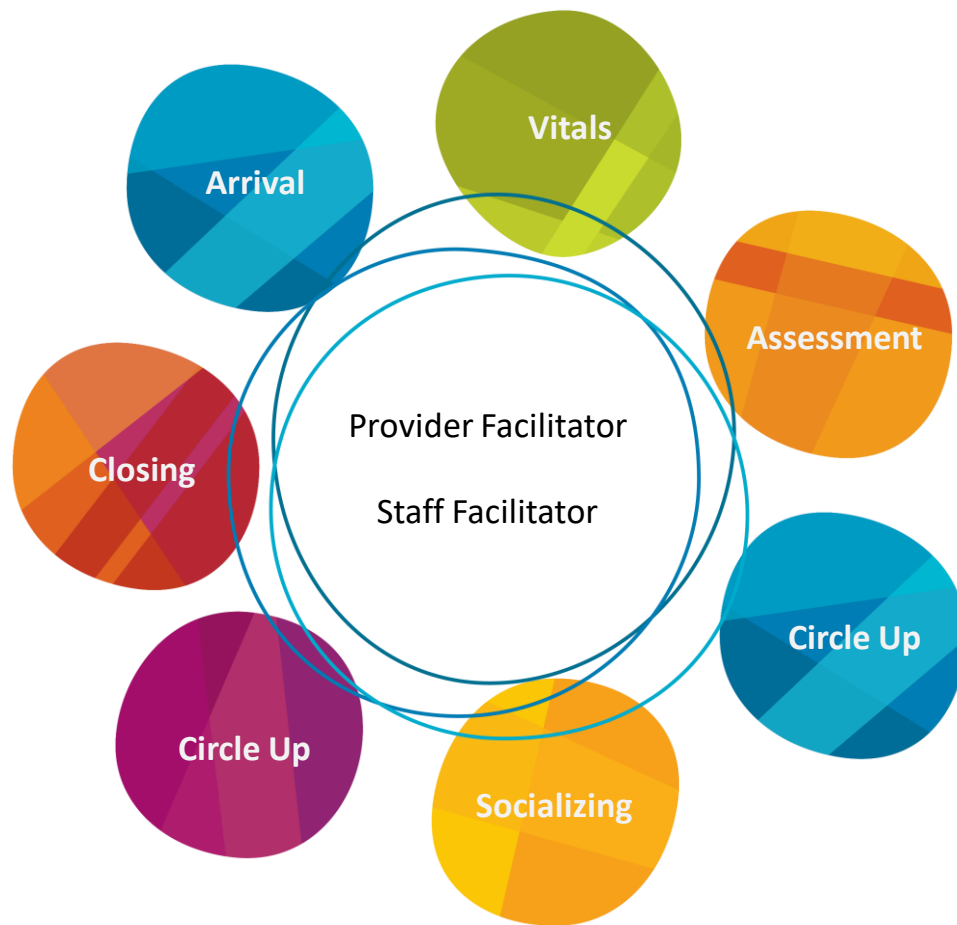 Vitals
Arrival
Assessment
Provider Facilitator
Closing
Staff Facilitator
Circle Up
Circle Up
Socializing